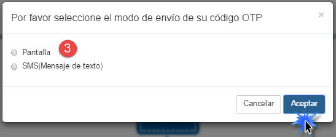 Por favor seleccione el modo de envío de su código OTP
×
Pantalla
3
SMS(Mensaje de texto)
Cancelar
Aceptar